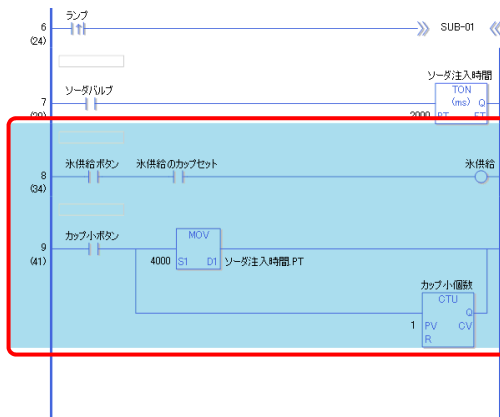 ランプ
6
(24)
SUB-01
ソーダ注入時間
ソーダバルブ
TON
7
(ms) Q
(29)
2000 PT ET
氷供給ボタン 氷供給のカップセット 氷供給
8
(34)
カップ小ボタン
MOV
9
(41)
4000 S1 D1 ソーダ注入時間.PT
カップ小個数
CTU
Q
1 PV CV
R